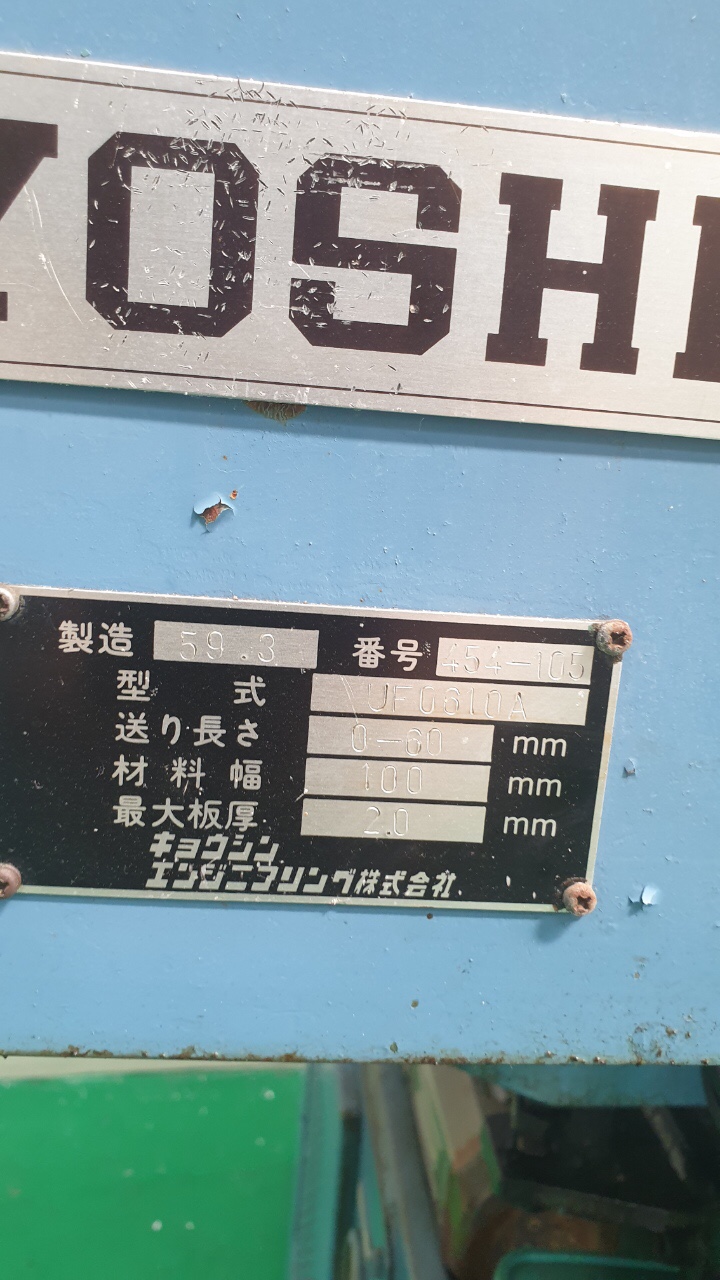 YOSHI
製造 59.3 番号 454-105
型 式 UF0610A
送り長さ 0-60 mm
材料幅 100 mm
最大板厚 2.0 mm
キョウシン
エンジニアリング株式会社